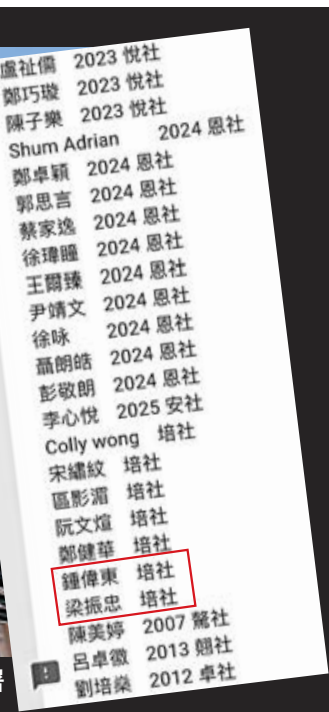 盧祉儒 2023 悅社
鄭巧璇 2023 悅社
陳子樂 2023 悅社
Shum Adrian 2024 恩社
鄭卓穎 2024 恩社
郭思言 2024 恩社
蔡家逸 2024 恩社
徐瑋瞳 2024 恩社
王爾臻 2024 恩社
尹靖文 2024 恩社
徐咏 2024 恩社
聶朗皓 2024 恩社
彭敬朗 2024 恩社
李心悅 2025 安社
Colly wong 培社
宋繡紋 培社
區影湄 培社
阮文煊 培社
鄭健華 培社
鍾偉東 培社
梁振忠 培社
陳美婷 2007 驁社
呂卓徽 2013 翹社
劉培燊 2012 卓社